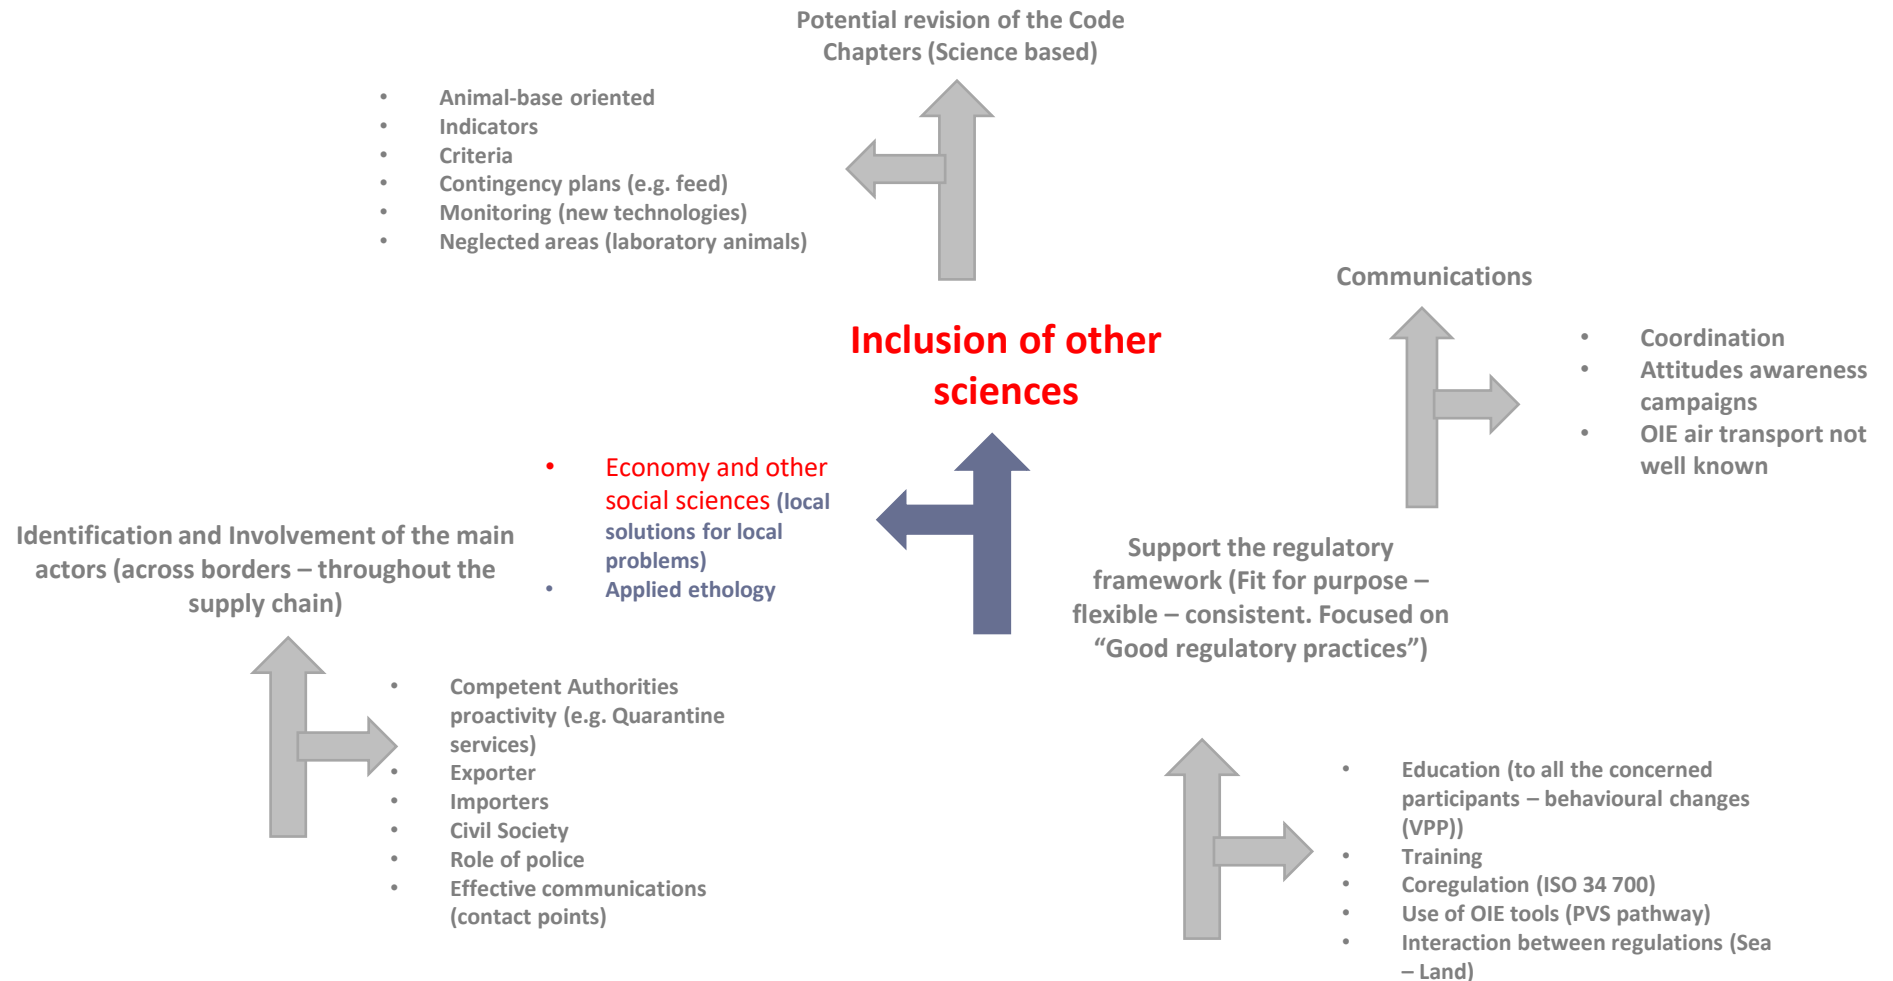 Potential revision of the Code
Chapters (Science based)
• Animal-base oriented
• Indicators
• Criteria
• Contingency plans (e.g. feed)
• Monitoring (new technologies)
• Neglected areas (laboratory animals)
Communications
• Coordination
• Attitudes awareness
campaigns
• OIE air transport not
well known
Inclusion of other
sciences
• Economy and other
social sciences (local
solutions for local
problems)
• Applied ethology
Identification and Involvement of the main
actors (across borders – throughout the
supply chain)
• Competent Authorities
proactivity (e.g. Quarantine
services)
• Exporter
• Importers
• Civil Society
• Role of police
• Effective communications
(contact points)
Support the regulatory
framework (Fit for purpose –
flexible – consistent. Focused on
“Good regulatory practices”)
• Education (to all the concerned
participants – behavioural changes
(VPP))
• Training
• Coregulation (ISO 34 700)
• Use of OIE tools (PVS pathway)
• Interaction between regulations (Sea
– Land)